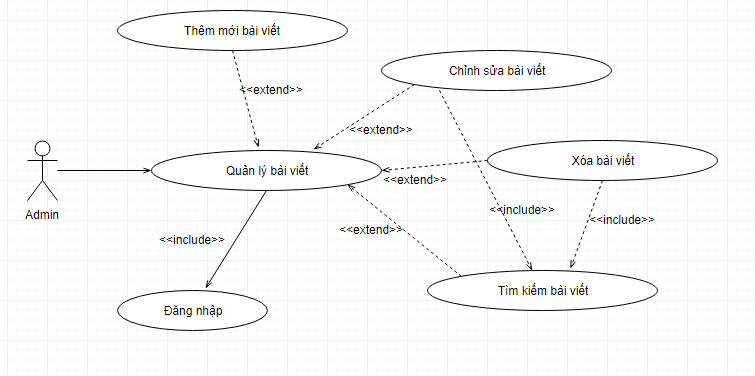 Thêm mới bài viết
Chỉnh sửa bài viết
<<extend>>
<<extend>>
Quản lý bài viết
Xóa bài viết
<<extend>>
Admin
<<include>>
<<include>>
<<extend>>
<<include>>
Tìm kiếm bài viết
Đăng nhập